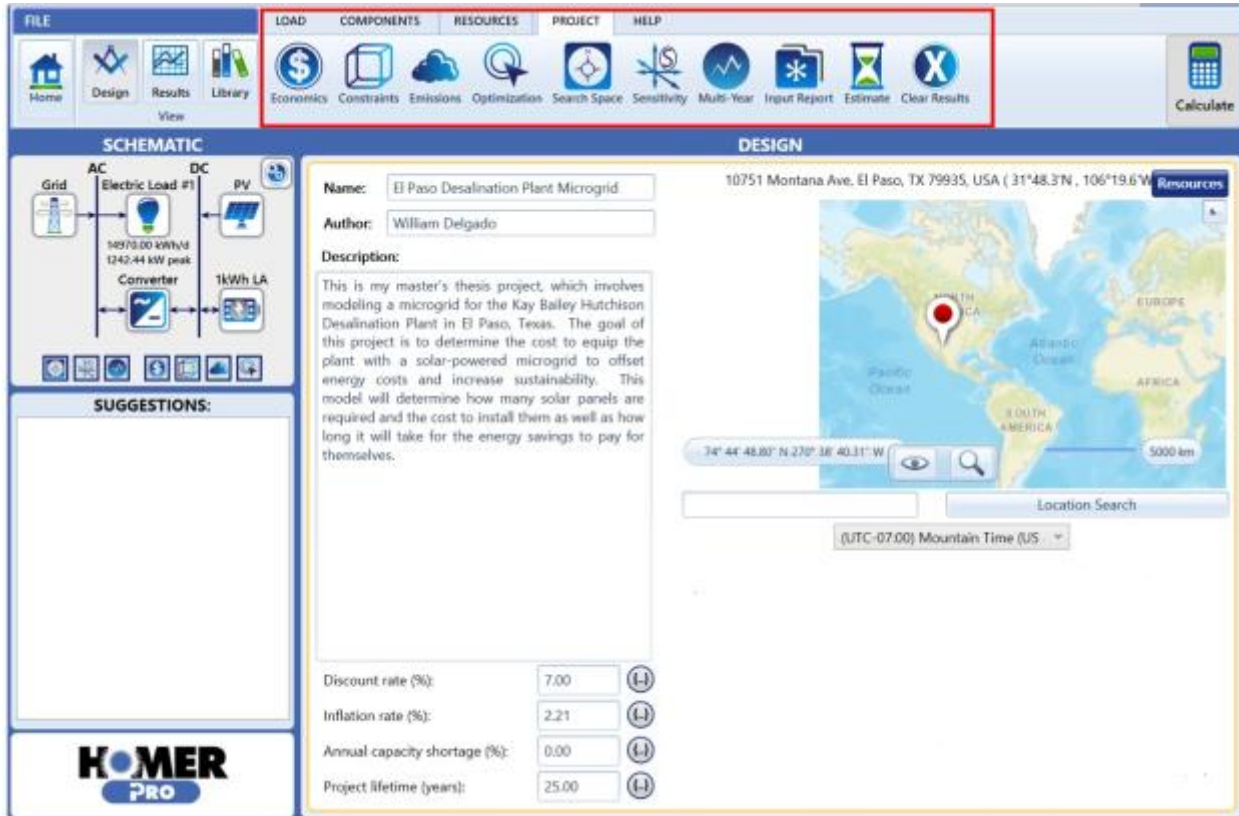 FILE
LOAD COMPONENTS RESOURCES PROJECT HELP
Home
Design Results Library
View
Economics Constraints Emissions Optimization Search Space Sensitivity Multi-Year Input Report Estimate Clear Results
Calculate
SCHEMATIC
AC DC
Grid Electric Load #1 PV
14970.00 kWh/d
1242.44 kW peak
Converter 1kWh LA
SUGGESTIONS:
HOMER
PRO
DESIGN
Name: El Paso Desalination Plant Microgrid
Author: William Delgado
Description:
This is my master's thesis project, which involves
modeling a microgrid for the Kay Bailey Hutchison
Desalination Plant in El Paso, Texas. The goal of
this project is to determine the cost to equip the
plant with a solar-powered microgrid to offset
energy costs and increase sustainability. This
model will determine how many solar panels are
required and the cost to install them as well as how
long it will take for the energy savings to pay for
themselves.
Discount rate (%): 7.00
Inflation rate (%): 2.21
Annual capacity shortage (%): 0.00
Project lifetime (years): 25.00
10751 Montana Ave, El Paso, TX 79935, USA ( 31°48.3'N , 106°19.6'W
Resources
EUROPE
Atlantic
Ocean
Pacific
Ocean
AFRICA
SOUTH
AMERICA
74° 44' 48.80" N 270° 38' 40.31" W
5000 km
Location Search
(UTC-07:00) Mountain Time (US